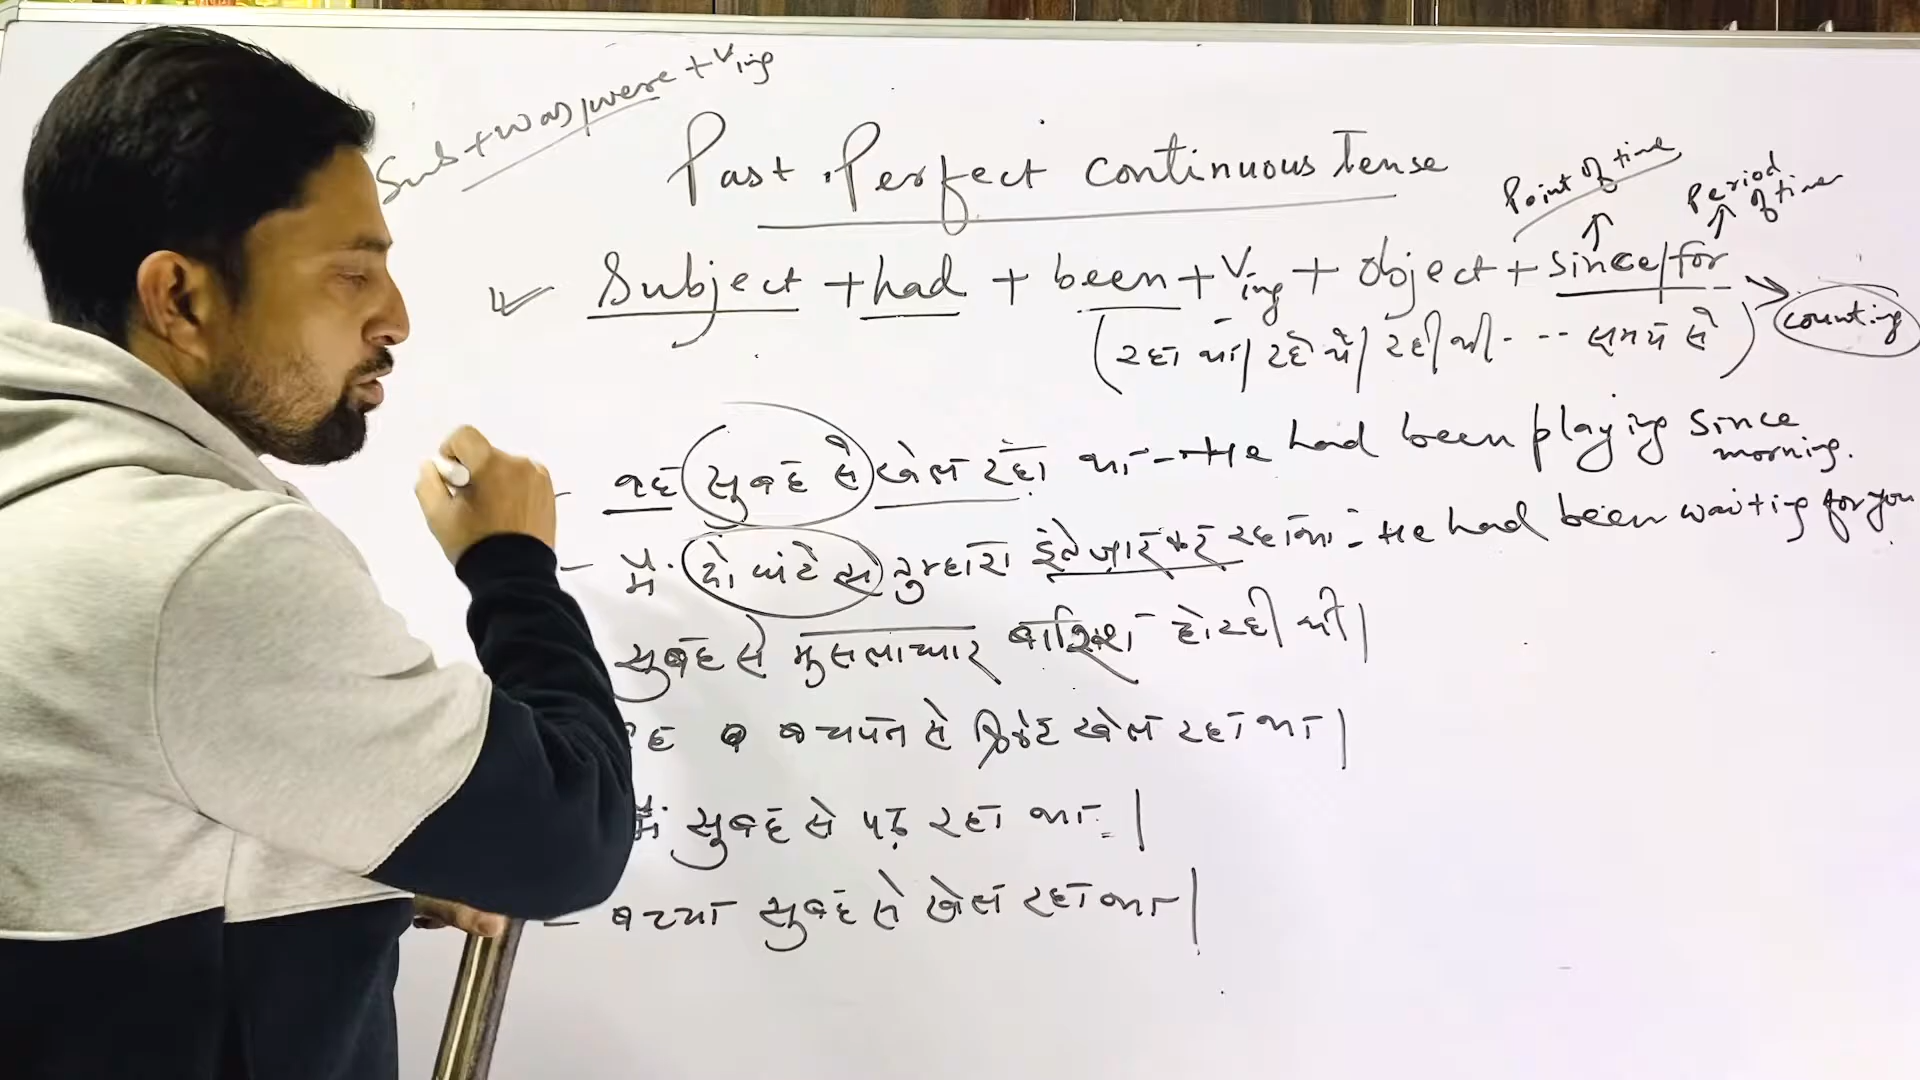 Sub + was/were + Ving
Past Perfect continuous Tense
Point of time
Period of time
Subject + had + been + Ving + object + since/for
counting
(रहा था/ रहे थे/ रही थी - - - समय से)
- वह सुबह से खेल रहा था - He had been playing since morning.
- मैं दो घंटे से तुम्हारा इंतेज़ार कर रहा था - He had been waiting for you.
सुबह से मुसलाधार बारिश हो रही थी।
वह बचपन से क्रिकेट खेल रहा था।
मैं सुबह से पढ़ रहा था।
- बच्चा सुबह से खेल रहा था।